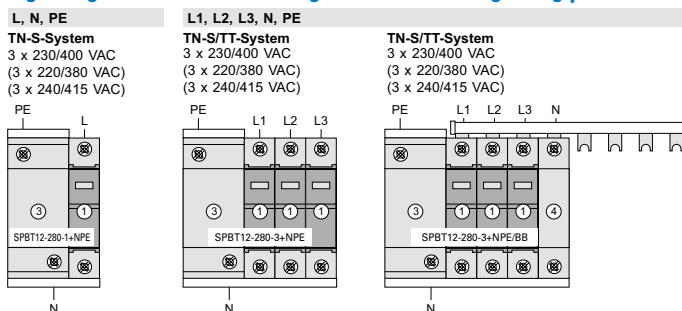 L, N, PE
TN-S-System
3 x 230/400 VAC
(3 x 220/380 VAC)
(3 x 240/415 VAC)
PE
L
3
1
SPBT12-280-1+NPE
N
L1, L2, L3, N, PE
TN-S/TT-System
3 x 230/400 VAC
(3 x 220/380 VAC)
(3 x 240/415 VAC)
PE
L1 L2 L3
3
1 1 1
SPBT12-280-3+NPE
N
TN-S/TT-System
3 x 230/400 VAC
(3 x 220/380 VAC)
(3 x 240/415 VAC)
PE
L1 L2 L3 N
3
1 1 1 4
SPBT12-280-3+NPE/BB
N